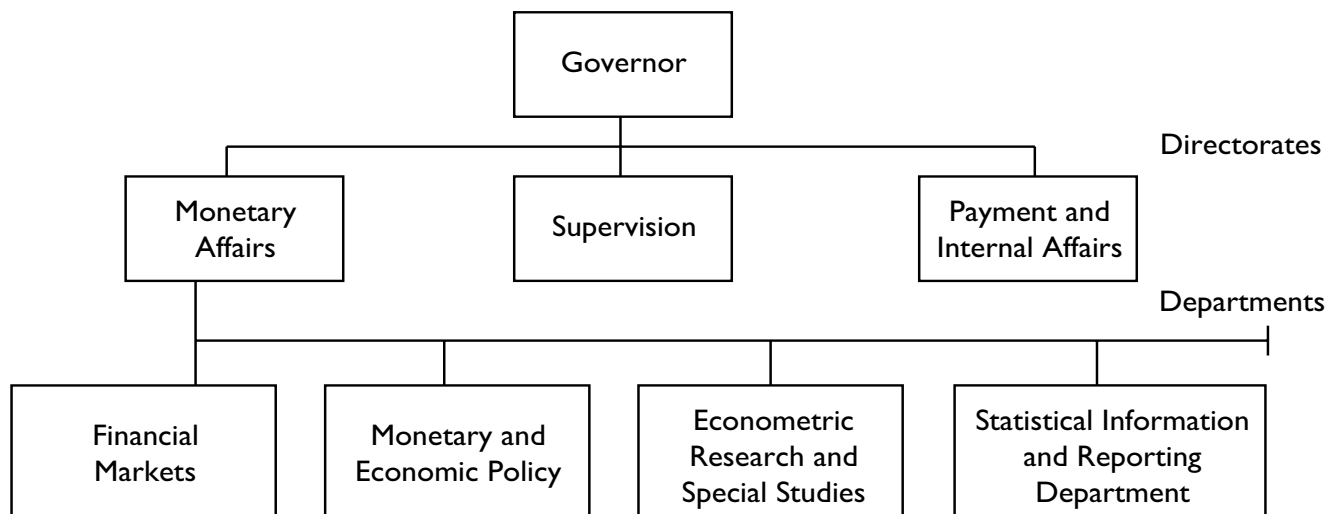 Governor
Directorates
Monetary
Affairs
Supervision
Payment and
Internal Affairs
Departments
Financial
Markets
Monetary and
Economic Policy
Econometric
Research and
Special Studies
Statistical Information
and Reporting
Department